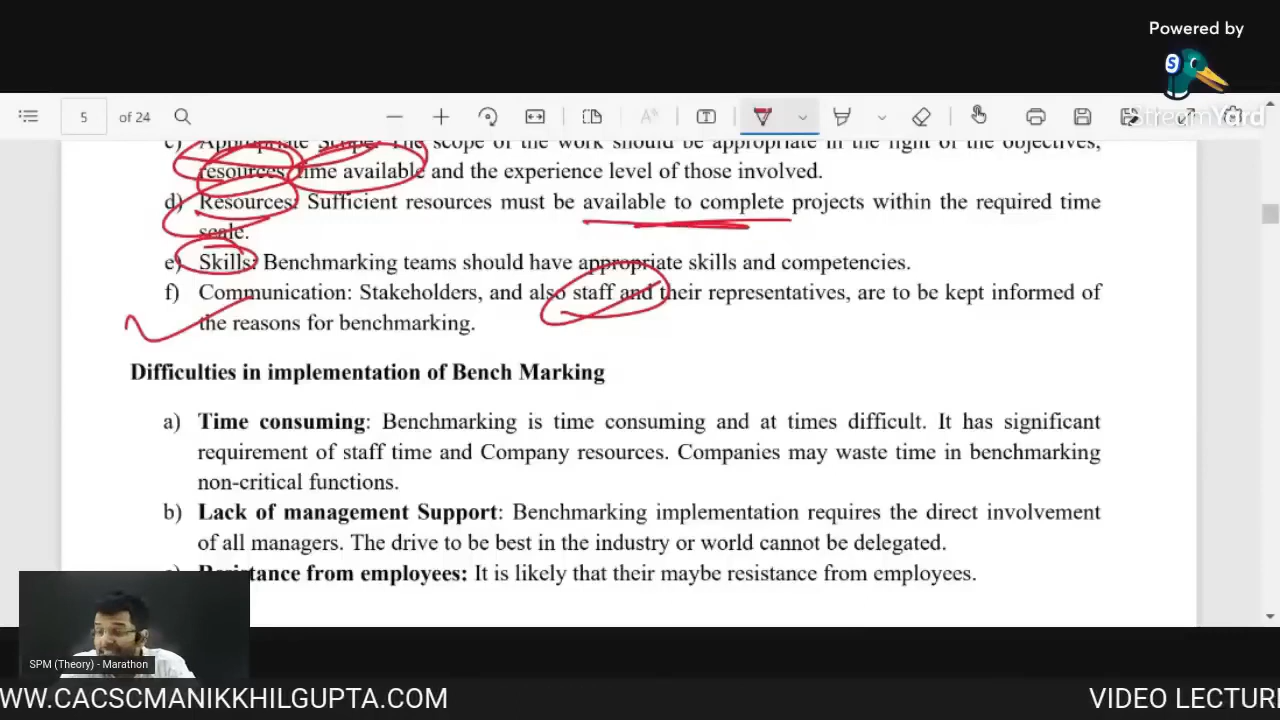 Powered by
S
StreamYard
5 of 24
c) Appropriate Scope: The scope of the work should be appropriate in the light of the objectives,
resources, time available and the experience level of those involved.
d) Resources: Sufficient resources must be available to complete projects within the required time
scale.
e) Skills: Benchmarking teams should have appropriate skills and competencies.
f) Communication: Stakeholders, and also staff and their representatives, are to be kept informed of
the reasons for benchmarking.
Difficulties in implementation of Bench Marking
a) Time consuming: Benchmarking is time consuming and at times difficult. It has significant
requirement of staff time and Company resources. Companies may waste time in benchmarking
non-critical functions.
b) Lack of management Support: Benchmarking implementation requires the direct involvement
of all managers. The drive to be best in the industry or world cannot be delegated.
c) Resistance from employees: It is likely that their maybe resistance from employees.
SPM (Theory) - Marathon
WWW.CACSCMANIKKHILGUPTA.COM
VIDEO LECTUR